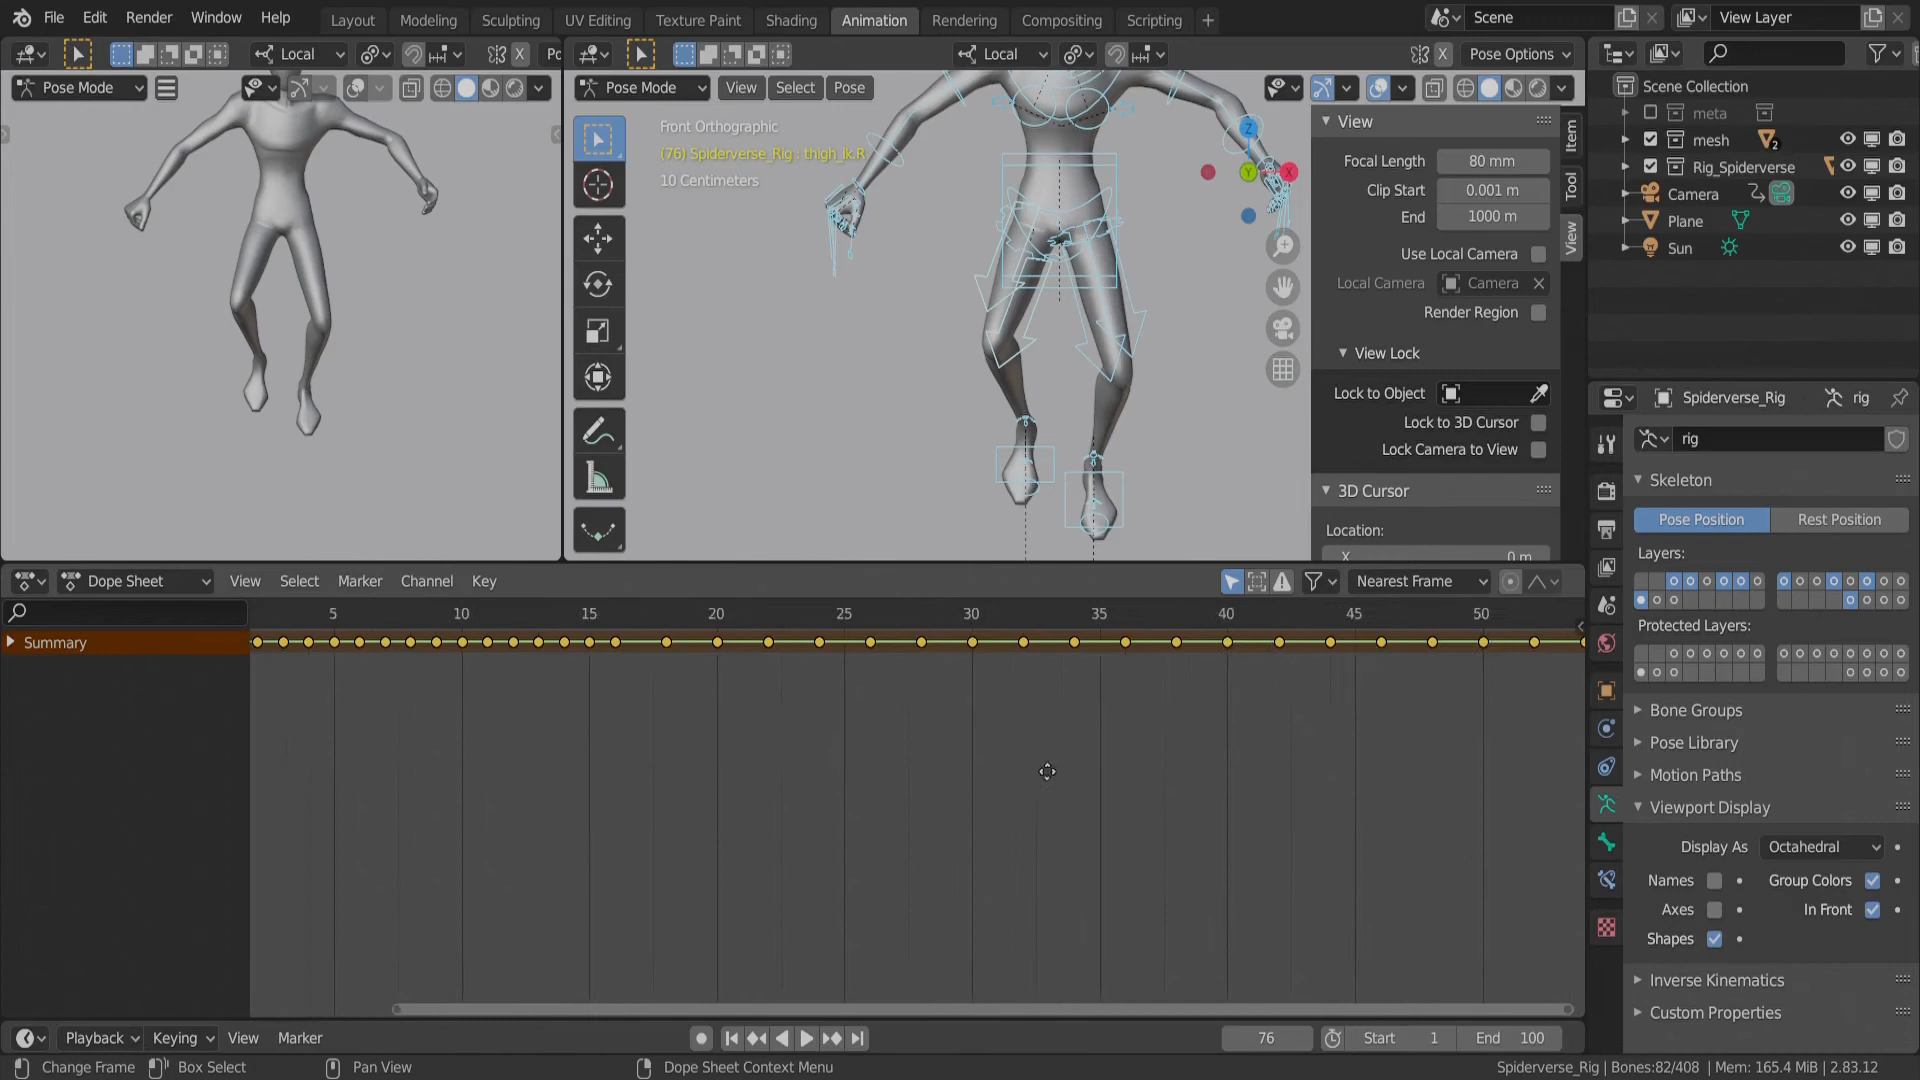 File Edit Render Window Help Layout Modeling Sculpting UV Editing Texture Paint Shading Animation Rendering Compositing Scripting + Scene View Layer
Local X Po Local X Pose Options
Pose Mode Pose Mode View Select Pose
Front Orthographic
(76) Spiderverse_Rig : thigh_ik.R
10 Centimeters
Z
Y
X
View
Focal Length 80 mm
Clip Start 0.001 m
End 1000 m
Use Local Camera
Local Camera Camera
Render Region
View Lock
Lock to Object
Lock to 3D Cursor
Lock Camera to View
3D Cursor
Location:
X 0 m
Item
Tool
View
Scene Collection
meta
mesh 2
Rig_Spiderverse
Camera
Plane
Sun
Spiderverse_Rig rig
rig
Skeleton
Pose Position Rest Position
Layers:
Protected Layers:
Bone Groups
Pose Library
Motion Paths
Viewport Display
Display As Octahedral
Names Group Colors
Axes In Front
Shapes
Inverse Kinematics
Custom Properties
Dope Sheet View Select Marker Channel Key Nearest Frame
5 10 15 20 25 30 35 40 45 50
Summary
Playback Keying View Marker 76 Start 1 End 100
Change Frame Box Select Pan View Dope Sheet Context Menu Spiderverse_Rig | Bones:82/408 | Mem: 165.4 MiB | 2.83.12